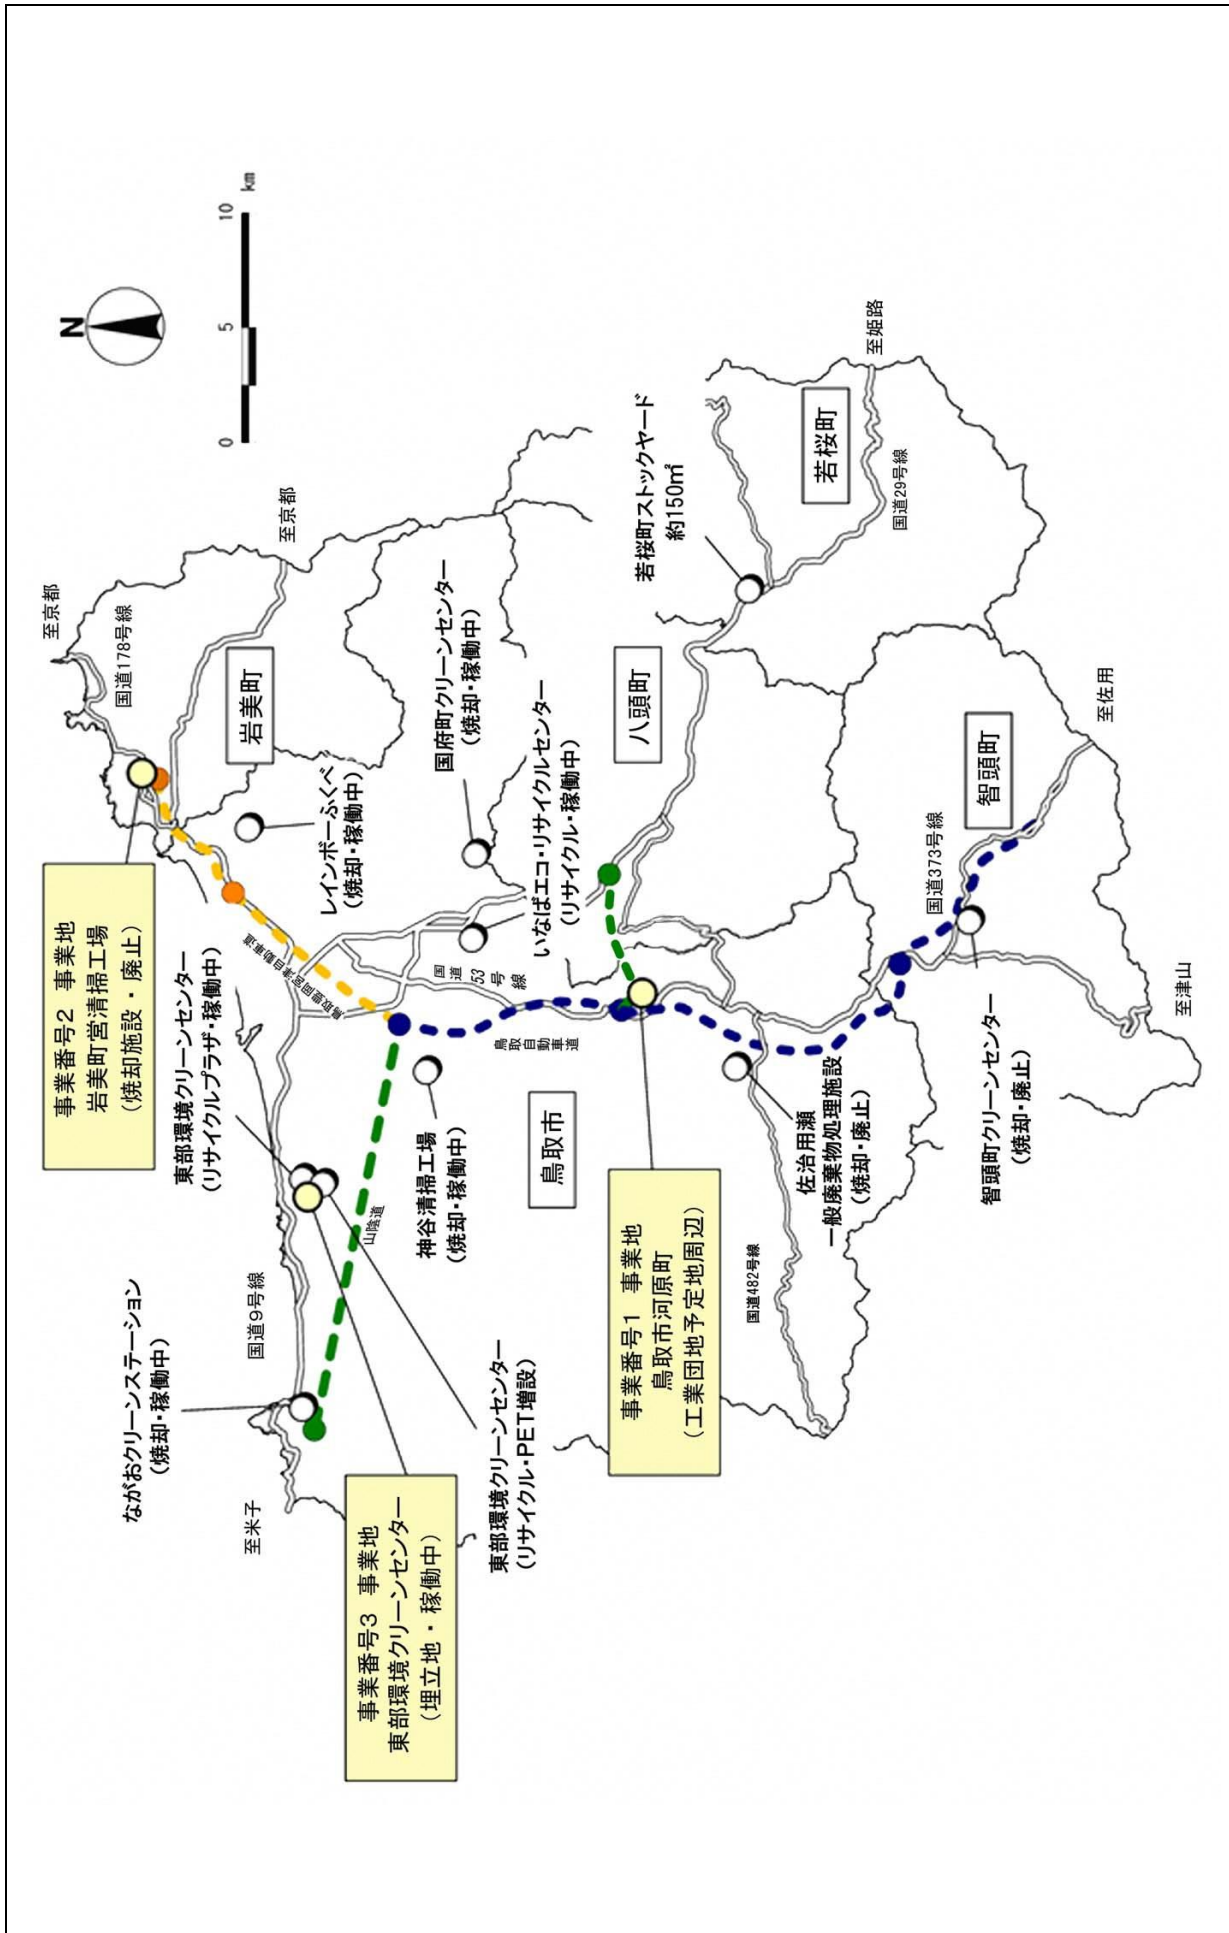 N
0
5
10
km
至京都
国道178号線
至京都
岩美町
事業番号2 事業地
岩美町営清掃工場
（焼却施設・廃止）
レインボーふくべ
（焼却・稼働中）
国府町クリーンセンター
（焼却・稼働中）
いなばエコ・リサイクルセンター
（リサイクル・稼働中）
東部環境クリーンセンター
（リサイクルプラザ・稼働中）
鳥取豊岡宮津自動車道
国道
53
号線
鳥取自動車道
山陰道
神谷清掃工場
（焼却・稼働中）
鳥取市
国道9号線
ながおクリーンステーション
（焼却・稼働中）
至米子
事業番号3 事業地
東部環境クリーンセンター
（埋立地・稼働中）
東部環境クリーンセンター
（リサイクル・PET増設）
事業番号1 事業地
鳥取市河原町
（工業団地予定地周辺）
八頭町
若桜町ストックヤード
約150㎡
若桜町
至姫路
国道29号線
国道482号線
佐治用瀬
一般廃棄物処理施設
（焼却・廃止）
智頭町
国道373号線
至佐用
智頭町クリーンセンター
（焼却・廃止）
至津山